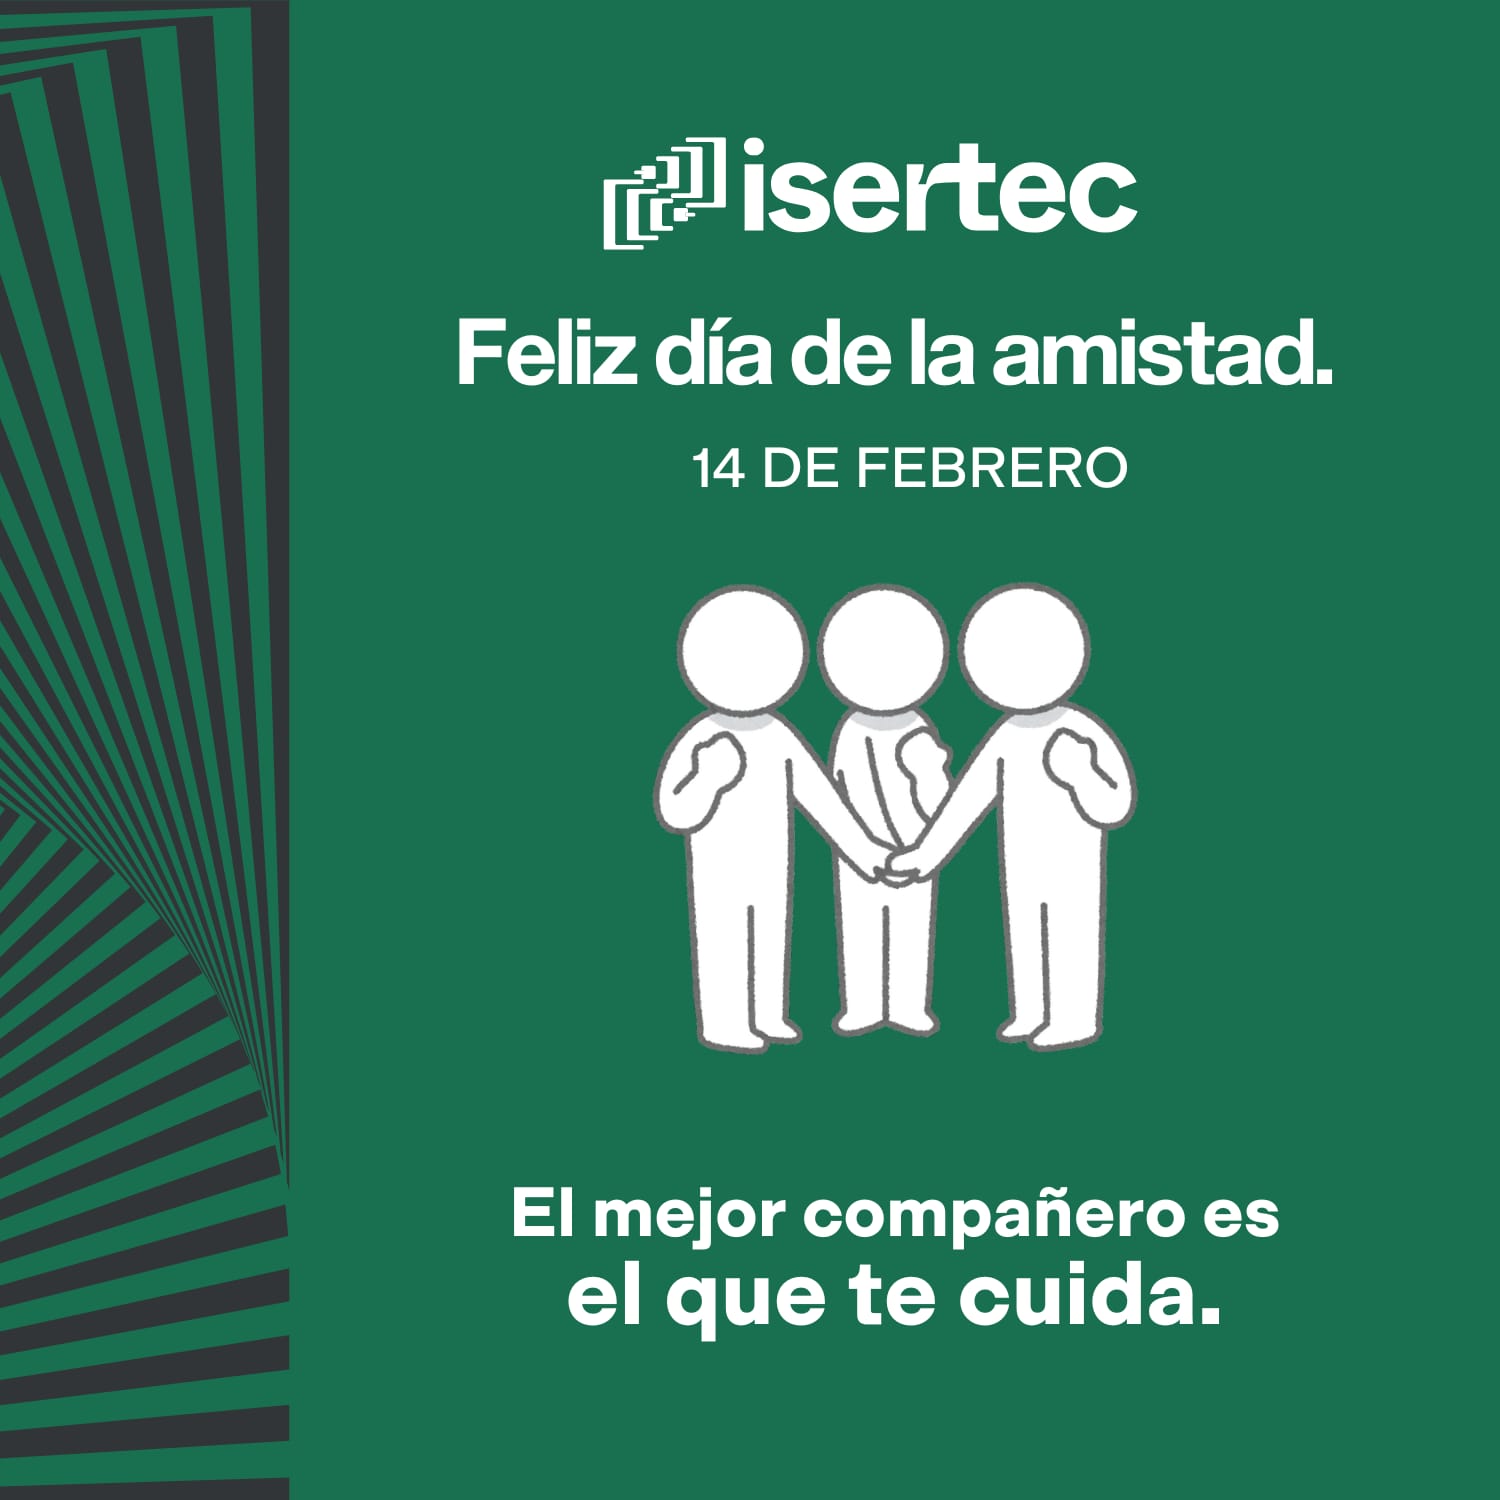 isertec
Feliz día de la amistad.
14 DE FEBRERO
El mejor compañero es
el que te cuida.